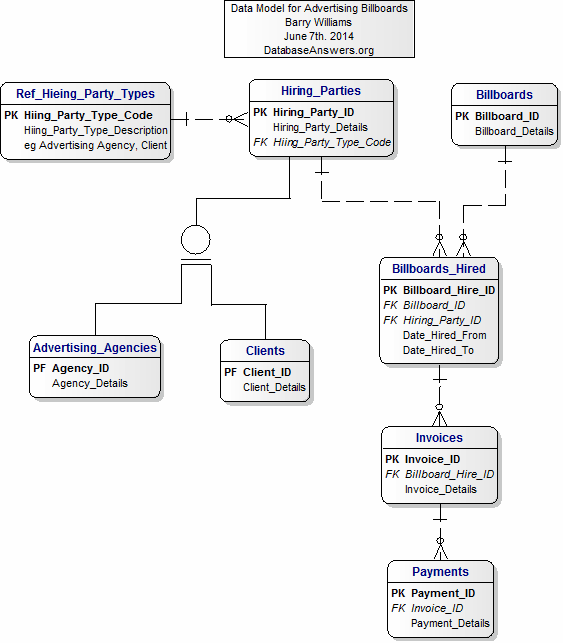 Data Model for Advertising Billboards
Barry Williams
June 7th. 2014
DatabaseAnswers.org
Ref_Hieing_Party_Types
PK Hiing_Party_Type_Code
Hiing_Party_Type_Description
eg Advertising Agency, Client
Hiring_Parties
PK Hiring_Party_ID
Hiring_Party_Details
FK Hiing_Party_Type_Code
Billboards
PK Billboard_ID
Billboard_Details
Billboards_Hired
PK Billboard_Hire_ID
FK Billboard_ID
FK Hiring_Party_ID
Date_Hired_From
Date_Hired_To
Advertising_Agencies
PF Agency_ID
Agency_Details
Clients
PF Client_ID
Client_Details
Invoices
PK Invoice_ID
FK Billboard_Hire_ID
Invoice_Details
Payments
PK Payment_ID
FK Invoice_ID
Payment_Details